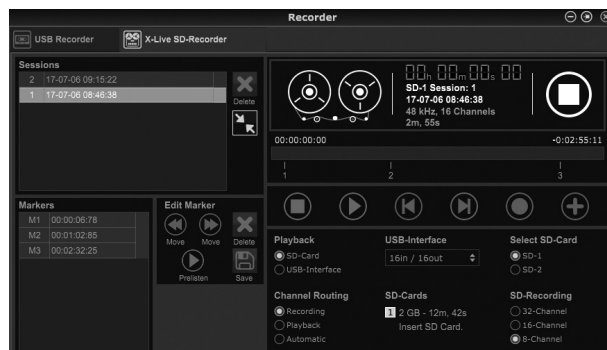 Recorder
USB Recorder
X-Live SD-Recorder
Sessions
2 17-07-06 09:15:22
1 17-07-06 08:46:38
Delete
00h 00m 00s 00
SD-1 Session: 1
17-07-06 08:46:38
48 kHz, 16 Channels
2m, 55s
00:00:00:00
-0:02:55:11
1 2 3
Markers
M1 00:00:06:78
M2 00:01:02:85
M3 00:02:32:25
Edit Marker
Move Move Delete
Prelisten Save
Playback
SD-Card
USB-Interface
USB-Interface
16in / 16out
Select SD-Card
SD-1
SD-2
Channel Routing
Recording
Playback
Automatic
SD-Cards
1 2 GB - 12m, 42s
Insert SD Card.
SD-Recording
32-Channel
16-Channel
8-Channel